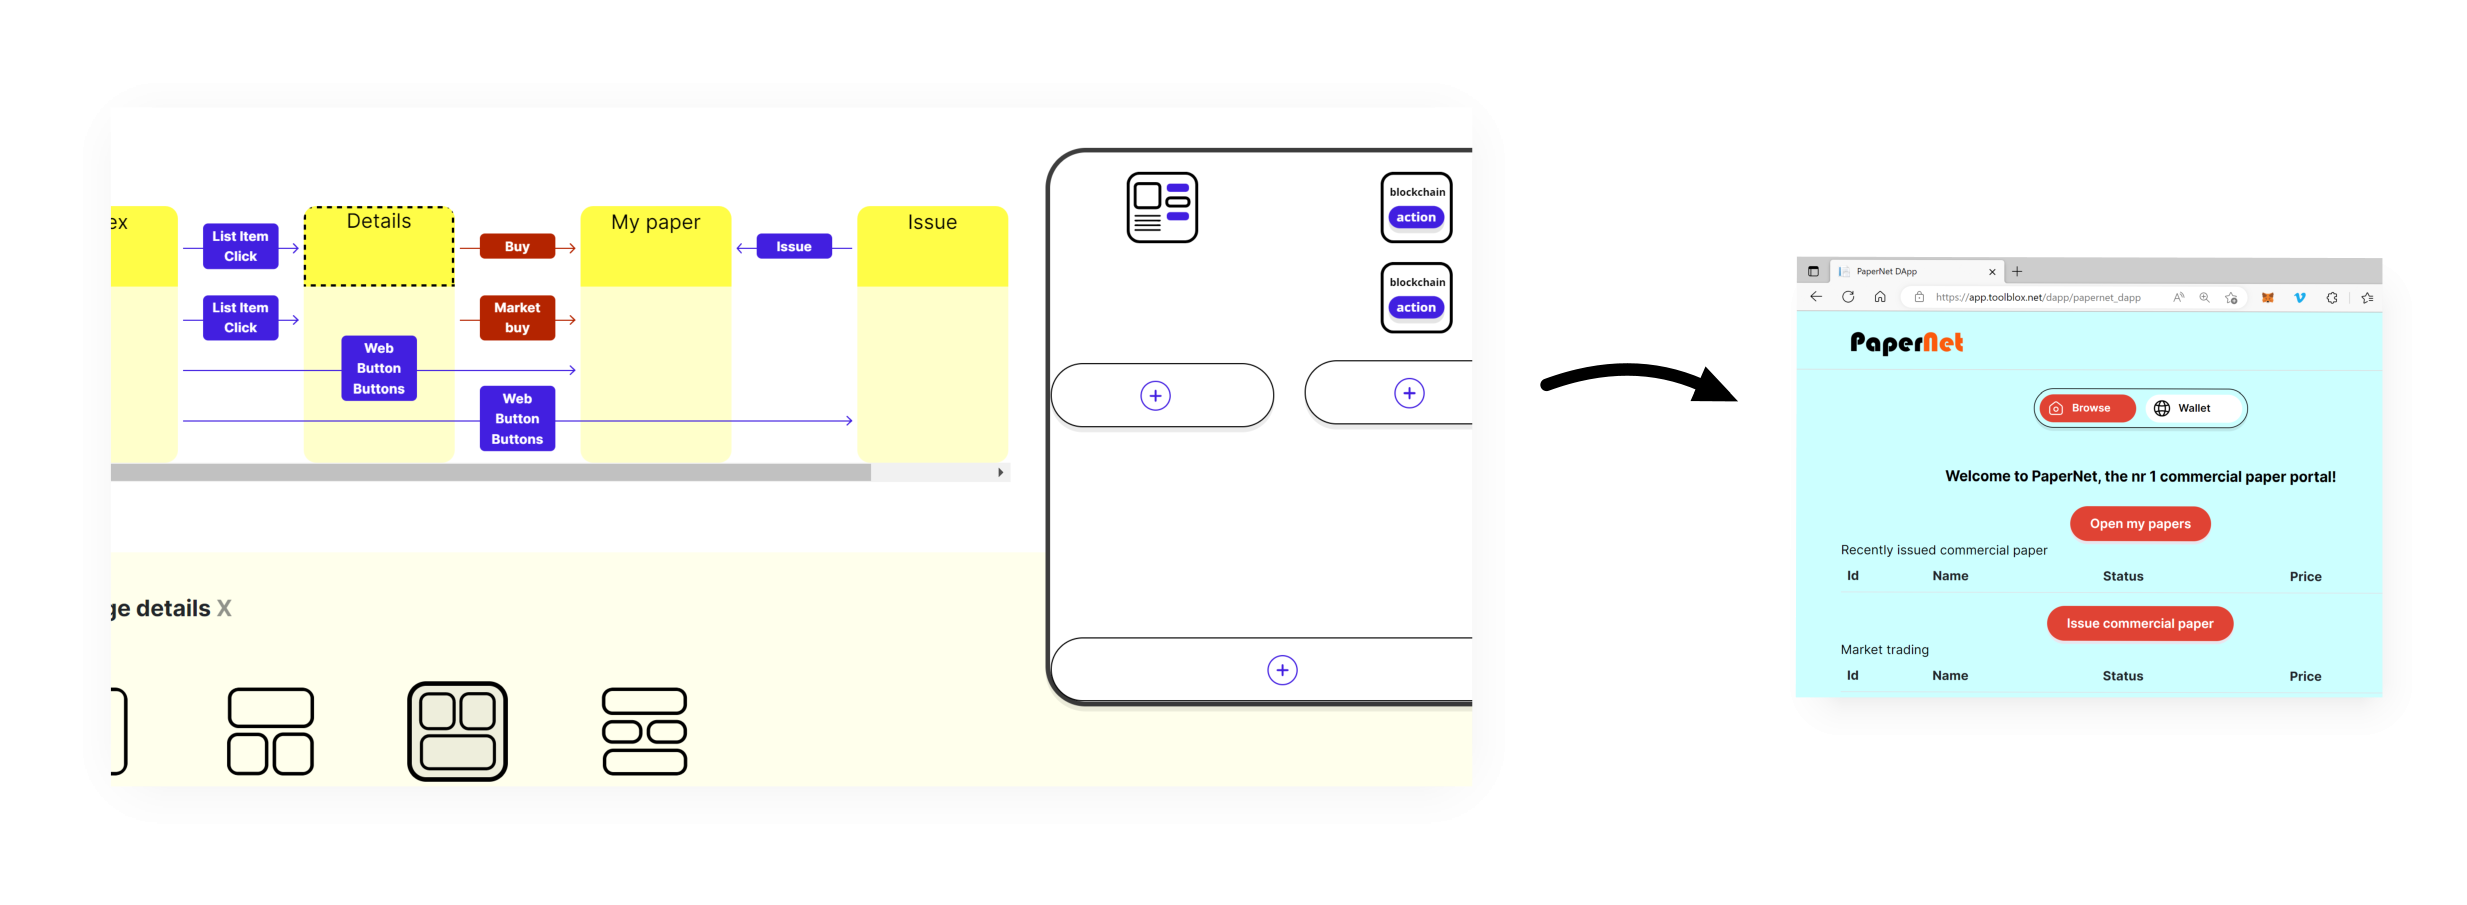 ex
List Item
Click
Details
Buy
My paper
Issue
Issue
List Item
Click
Market
buy
Web
Button
Buttons
Web
Button
Buttons
ge details X
blockchain
action
blockchain
action
PaperNet DApp
https://app.toolblox.net/dapp/papernet_dapp
PaperNet
Browse
Wallet
Welcome to PaperNet, the nr 1 commercial paper portal!
Open my papers
Recently issued commercial paper
Id Name Status Price
Issue commercial paper
Market trading
Id Name Status Price